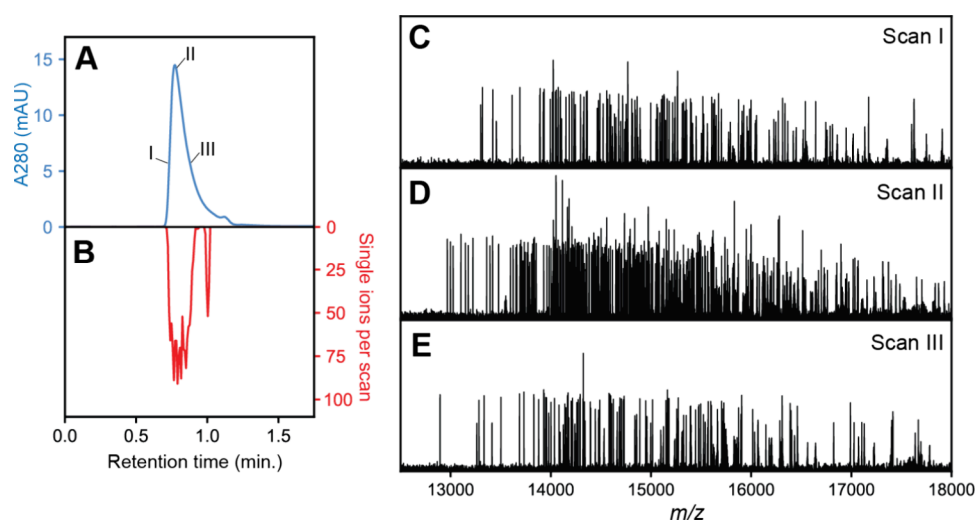 A
II
I
III
15
10
5
0
A280 (mAU)
B
0
25
50
75
100
Single ions per scan
0.0 0.5 1.0 1.5
Retention time (min.)
C
Scan I
D
Scan II
E
Scan III
13000 14000 15000 16000 17000 18000
m/z